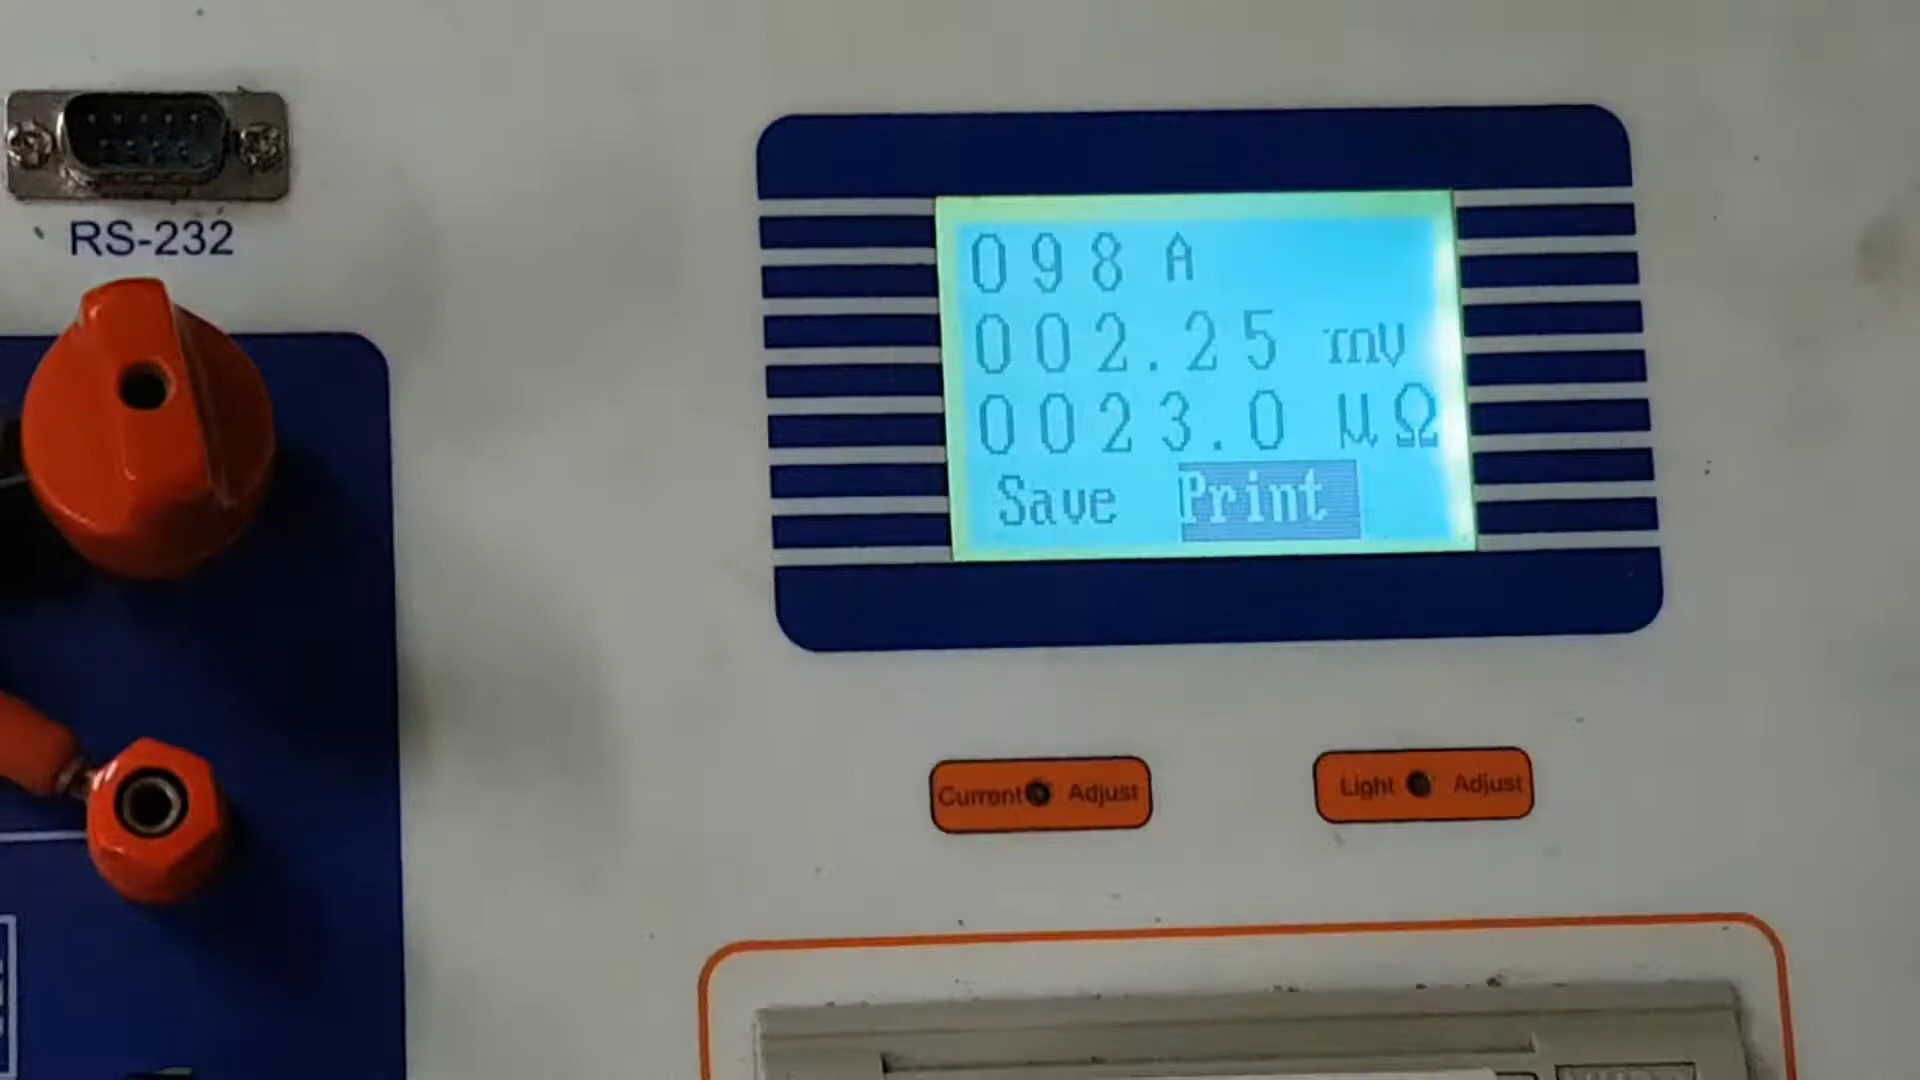 RS-232
098 A
002.25 mV
0023.0 μΩ
Save Print
Current Adjust
Light Adjust